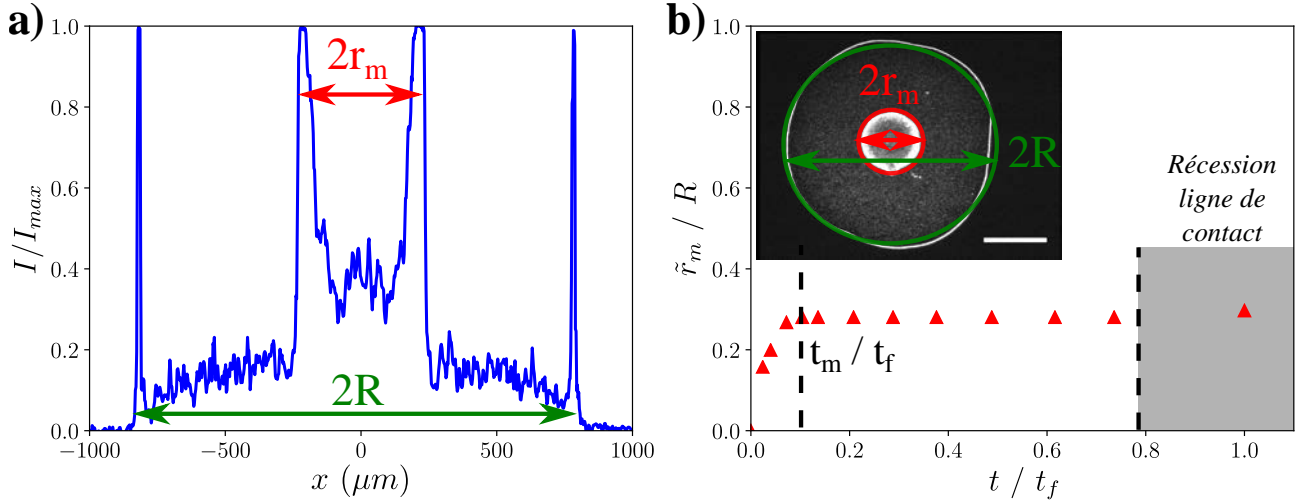 a)
1.0
0.8
0.6
0.4
0.2
0.0
I/I_{max}
2r_m
2R
−1000
−500
0
500
1000
x (μm)
b)
1.0
0.8
0.6
0.4
0.2
0.0
r̃_m / R
2r_m
2R
Récession
ligne de
contact
t_m / t_f
0.0
0.2
0.4
0.6
0.8
1.0
t / t_f